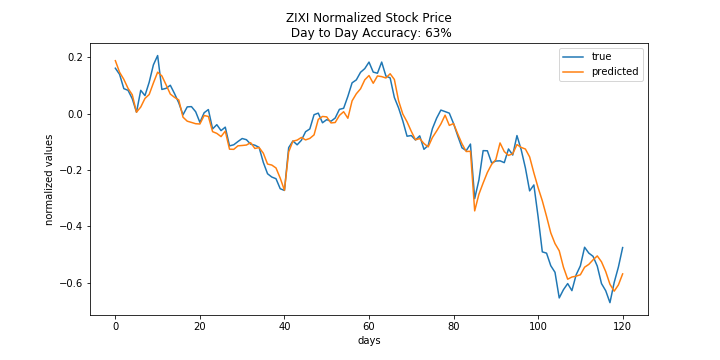 ZIXI Normalized Stock Price
Day to Day Accuracy: 63%
true
predicted
normalized values
0.2
0.0
−0.2
−0.4
−0.6
0 20 40 60 80 100 120
days